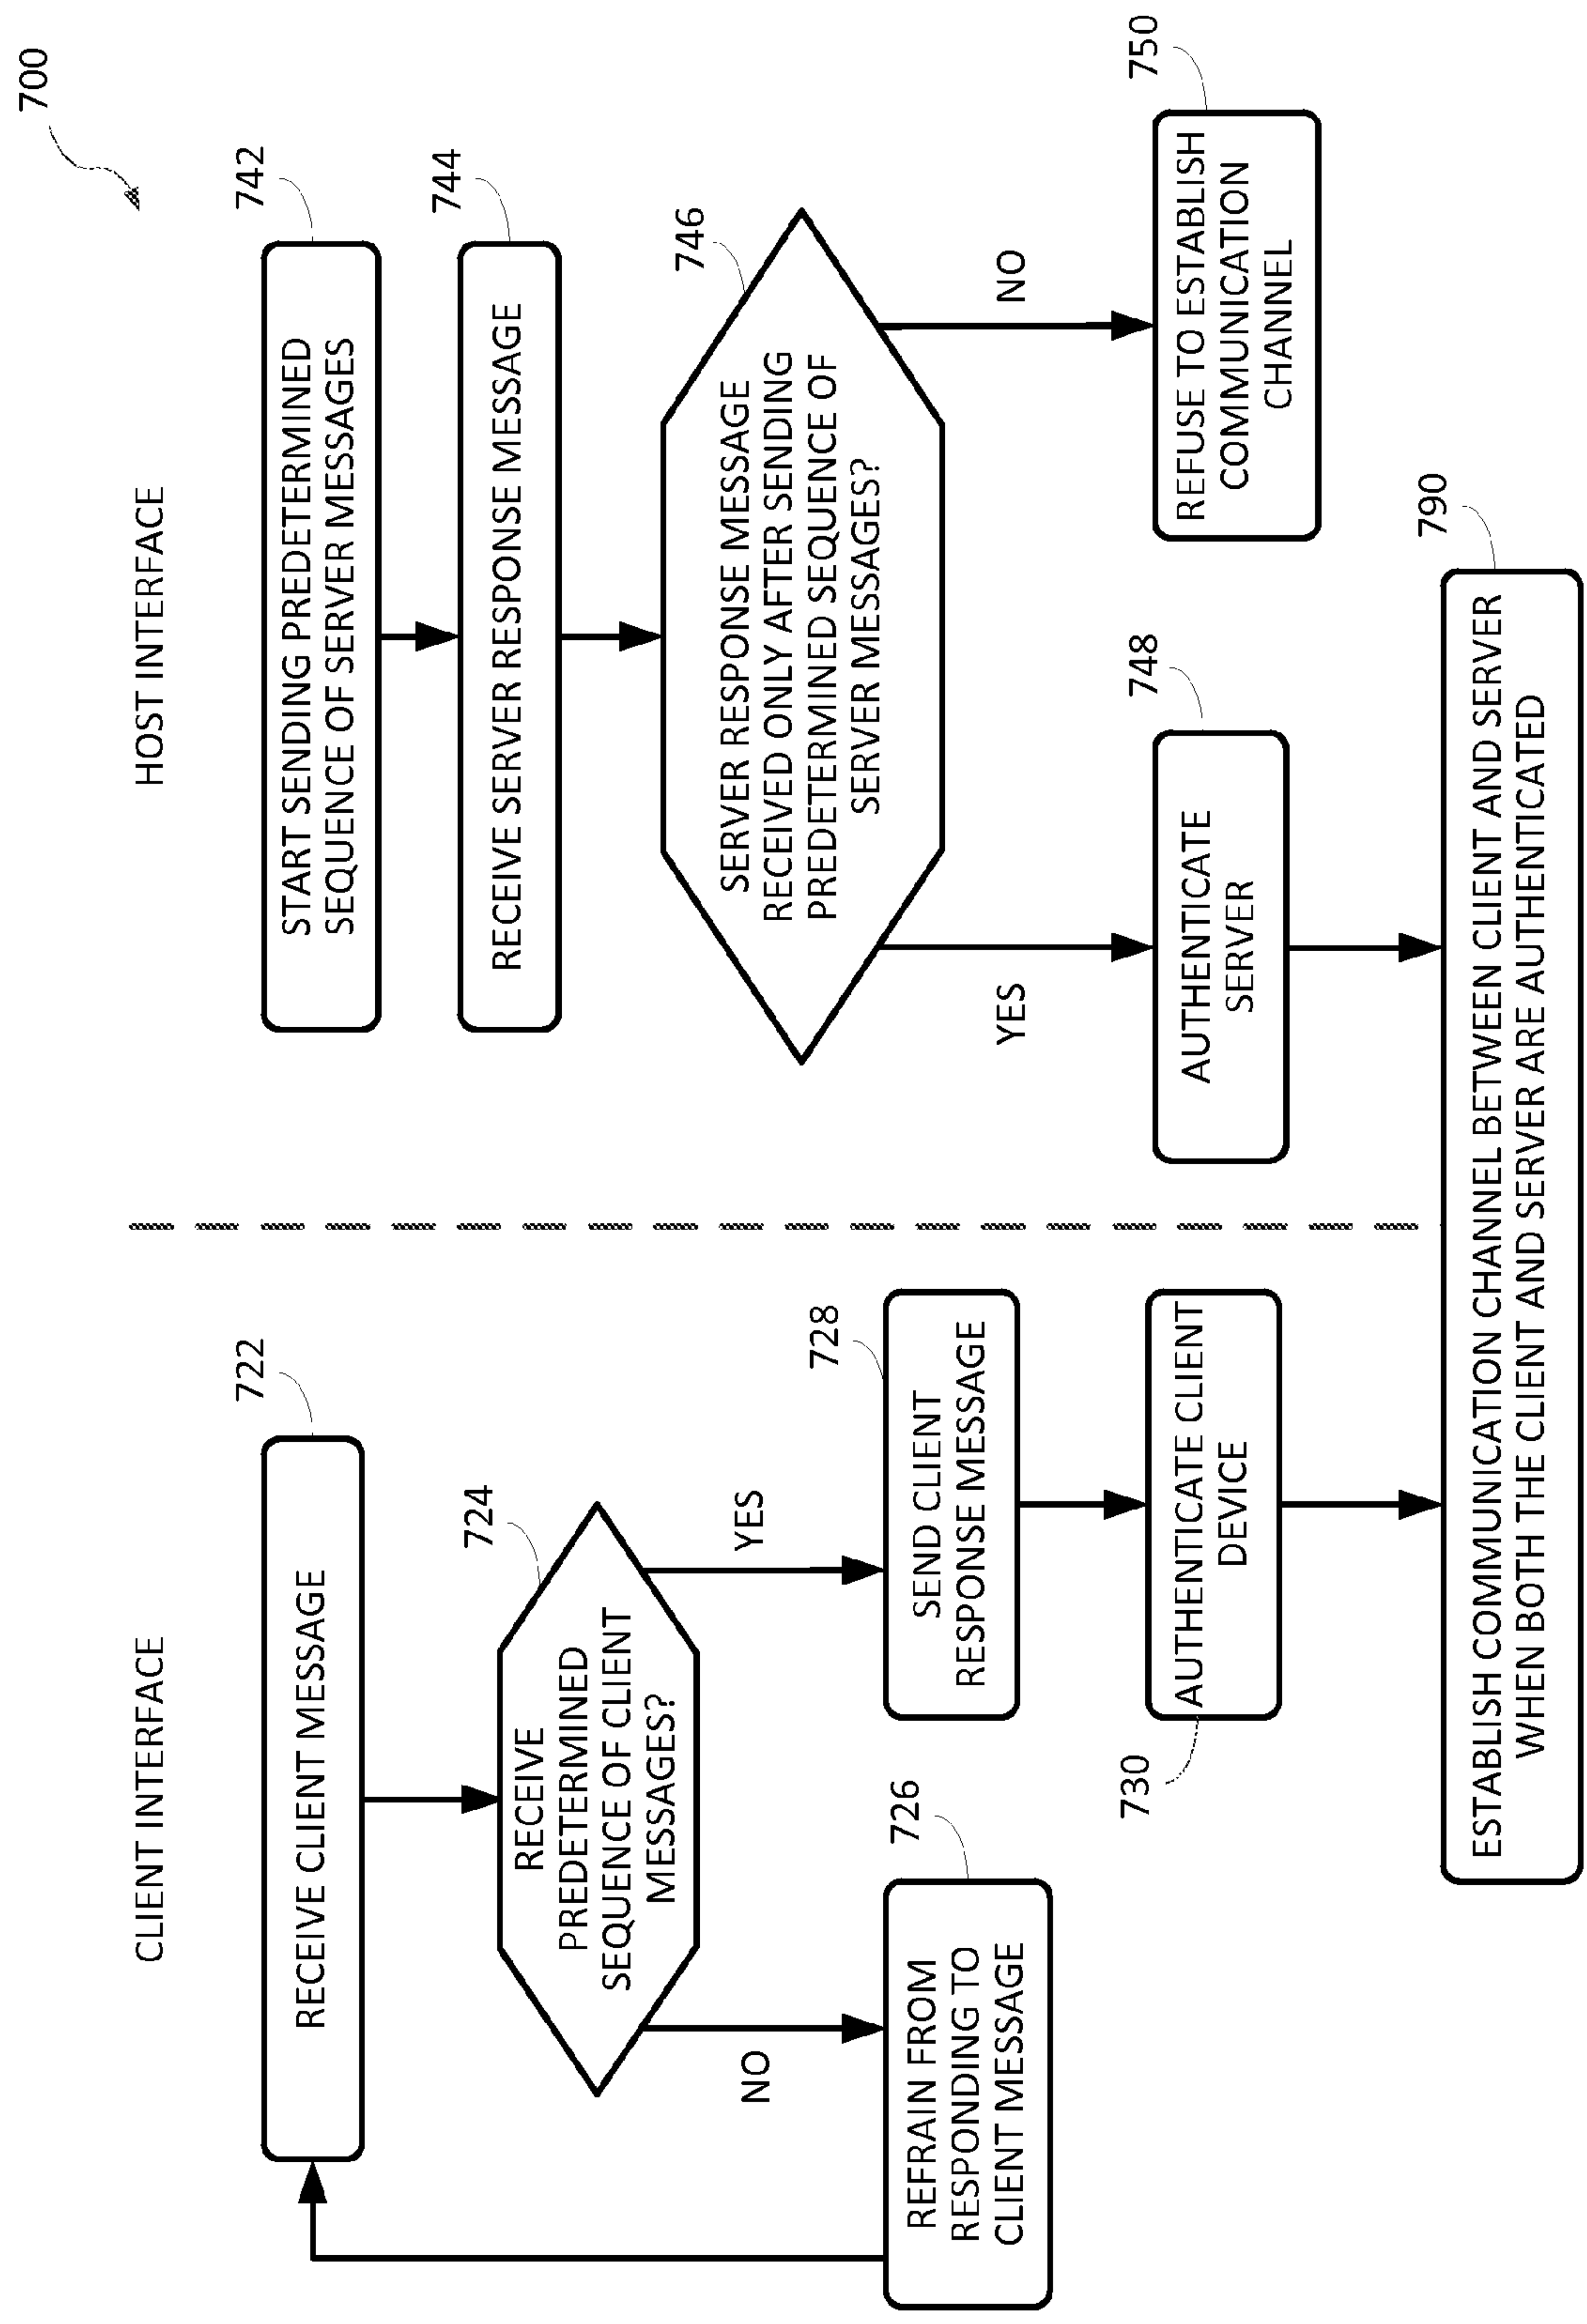 700
CLIENT INTERFACE
722
RECEIVE CLIENT MESSAGE
724
RECEIVE
PREDETERMINED
SEQUENCE OF CLIENT
MESSAGES?
NO
YES
726
REFRAIN FROM
RESPONDING TO
CLIENT MESSAGE
728
SEND CLIENT
RESPONSE MESSAGE
730
AUTHENTICATE CLIENT
DEVICE
HOST INTERFACE
742
START SENDING PREDETERMINED
SEQUENCE OF SERVER MESSAGES
744
RECEIVE SERVER RESPONSE MESSAGE
746
SERVER RESPONSE MESSAGE
RECEIVED ONLY AFTER SENDING
PREDETERMINED SEQUENCE OF
SERVER MESSAGES?
YES
NO
748
AUTHENTICATE
SERVER
750
REFUSE TO ESTABLISH
COMMUNICATION
CHANNEL
790
ESTABLISH COMMUNICATION CHANNEL BETWEEN CLIENT AND SERVER
WHEN BOTH THE CLIENT AND SERVER ARE AUTHENTICATED